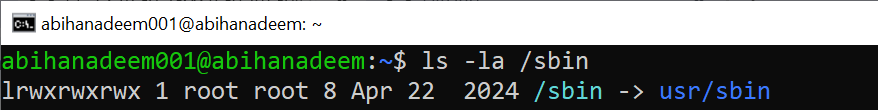 abihanadeem001@abihanadeem: ~
abihanadeem001@abihanadeem:~$ ls -la /sbin
lrwxrwxrwx 1 root root 8 Apr 22  2024 /sbin -> usr/sbin